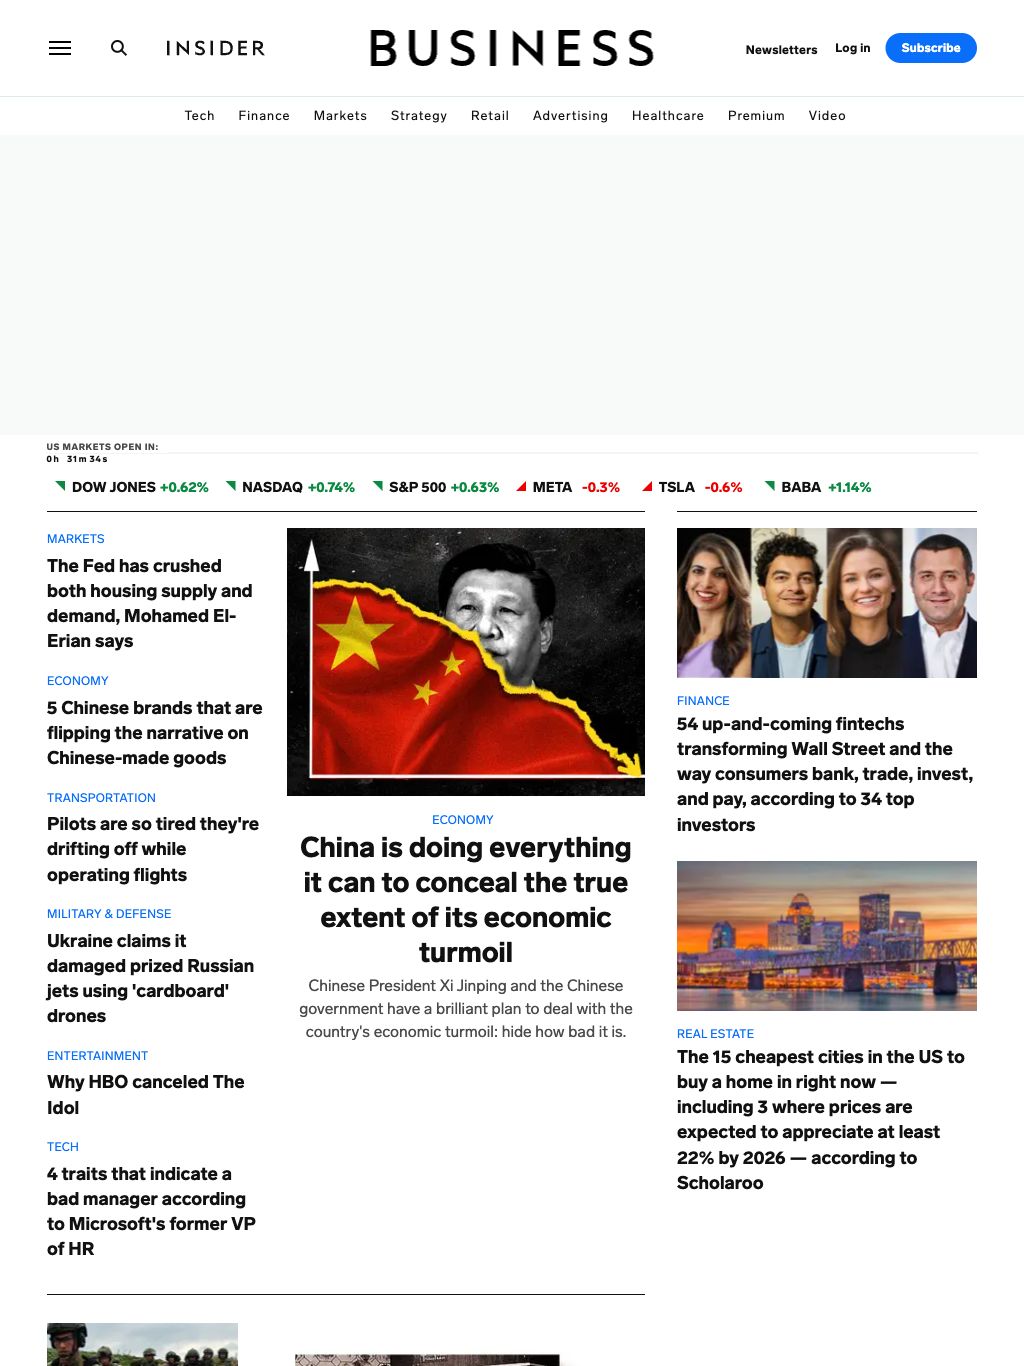 INSIDER
BUSINESS
Newsletters
Log in
Subscribe
Tech Finance Markets Strategy Retail Advertising Healthcare Premium Video
US MARKETS OPEN IN:
0h 31m 34s
DOW JONES +0.62% NASDAQ +0.74% S&P 500 +0.63% META -0.3% TSLA -0.6% BABA +1.14%
MARKETS
The Fed has crushed
both housing supply and
demand, Mohamed El-
Erian says
ECONOMY
5 Chinese brands that are
flipping the narrative on
Chinese-made goods
TRANSPORTATION
Pilots are so tired they're
drifting off while
operating flights
MILITARY & DEFENSE
Ukraine claims it
damaged prized Russian
jets using 'cardboard'
drones
ENTERTAINMENT
Why HBO canceled The
Idol
TECH
4 traits that indicate a
bad manager according
to Microsoft's former VP
of HR
ECONOMY
China is doing everything
it can to conceal the true
extent of its economic
turmoil
Chinese President Xi Jinping and the Chinese
government have a brilliant plan to deal with the
country's economic turmoil: hide how bad it is.
FINANCE
54 up-and-coming fintechs
transforming Wall Street and the
way consumers bank, trade, invest,
and pay, according to 34 top
investors
REAL ESTATE
The 15 cheapest cities in the US to
buy a home in right now —
including 3 where prices are
expected to appreciate at least
22% by 2026 — according to
Scholaroo